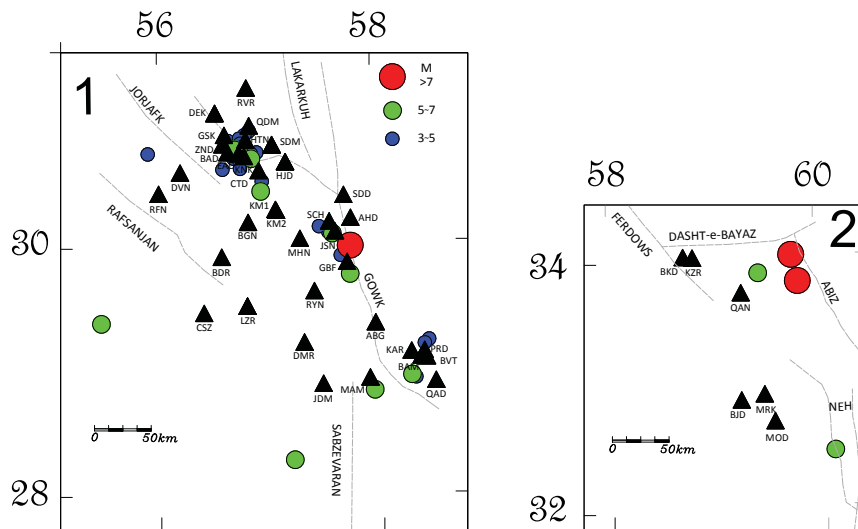 56
58
1
JORJAFK
LAKARKUH
M
>7
5~7
3-5
RVR
DEK
QDM
GSK
HTN
SDM
ZND
BAD
HJD
CTD
DVN
RFN
KM1
SDD
RAFSANJAN
KM2
SCH
AHD
BGN
30
MHN
JSN
BDR
GBF
GOWK
RYN
CSZ
LZR
ABG
DMR
KAR
PRD
BAM
BVT
JDM
MAM
QAD
0 50km
SABZEVARAN
28
58
60
2
FERDOWS
DASHT-e-BAYAZ
34
BKD
KZR
ABIZ
QAN
BJD
MRK
NEH
MOD
0 50km
32